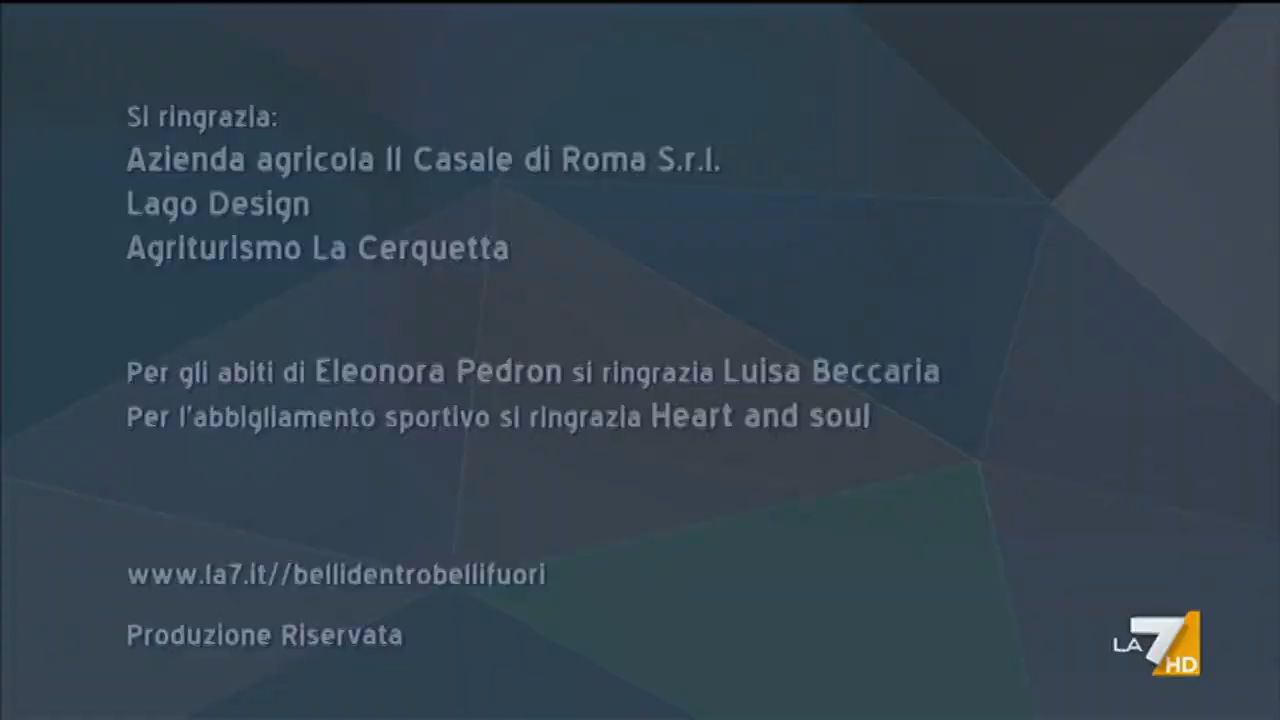 Si ringrazia:
Azienda agricola Il Casale di Roma S.r.l.
Lago Design
Agriturismo La Cerquetta
Per gli abiti di Eleonora Pedron si ringrazia Luisa Beccaria
Per l'abbigliamento sportivo si ringrazia Heart and soul
www.la7.it//bellidentrobellifuori
Produzione Riservata
LA7 HD